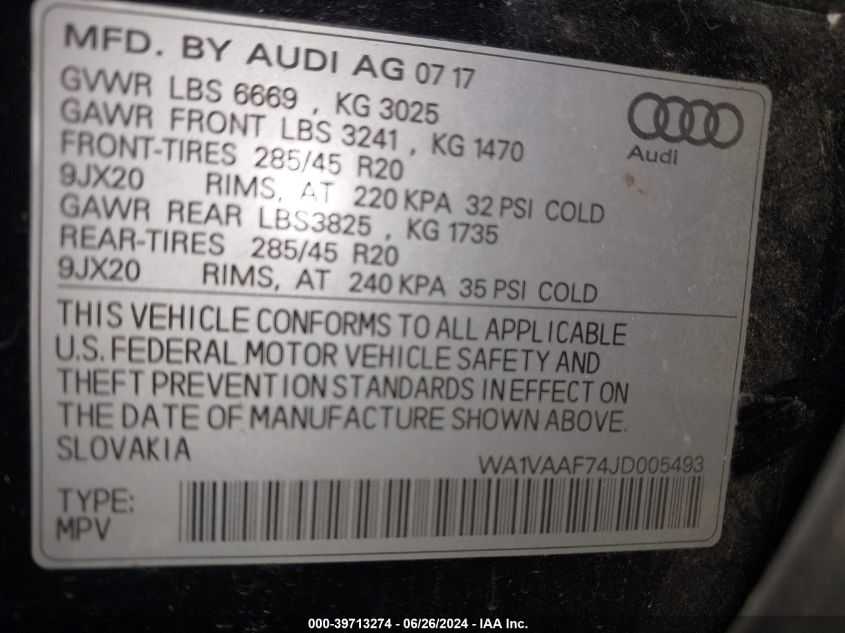 MFD. BY AUDI AG 07 17
GVWR LBS 6669 , KG 3025
GAWR FRONT LBS 3241 , KG 1470
FRONT-TIRES 285/45 R20
9JX20 RIMS, AT 220 KPA 32 PSI COLD
GAWR REAR LBS3825 , KG 1735
REAR-TIRES 285/45 R20
9JX20 RIMS, AT 240 KPA 35 PSI COLD
Audi
THIS VEHICLE CONFORMS TO ALL APPLICABLE
U.S. FEDERAL MOTOR VEHICLE SAFETY AND
THEFT PREVENTION STANDARDS IN EFFECT ON
THE DATE OF MANUFACTURE SHOWN ABOVE.
SLOVAKIA
WA1VAAF74JD005493
TYPE:
MPV
000-39713274 - 06/26/2024 - IAA Inc.